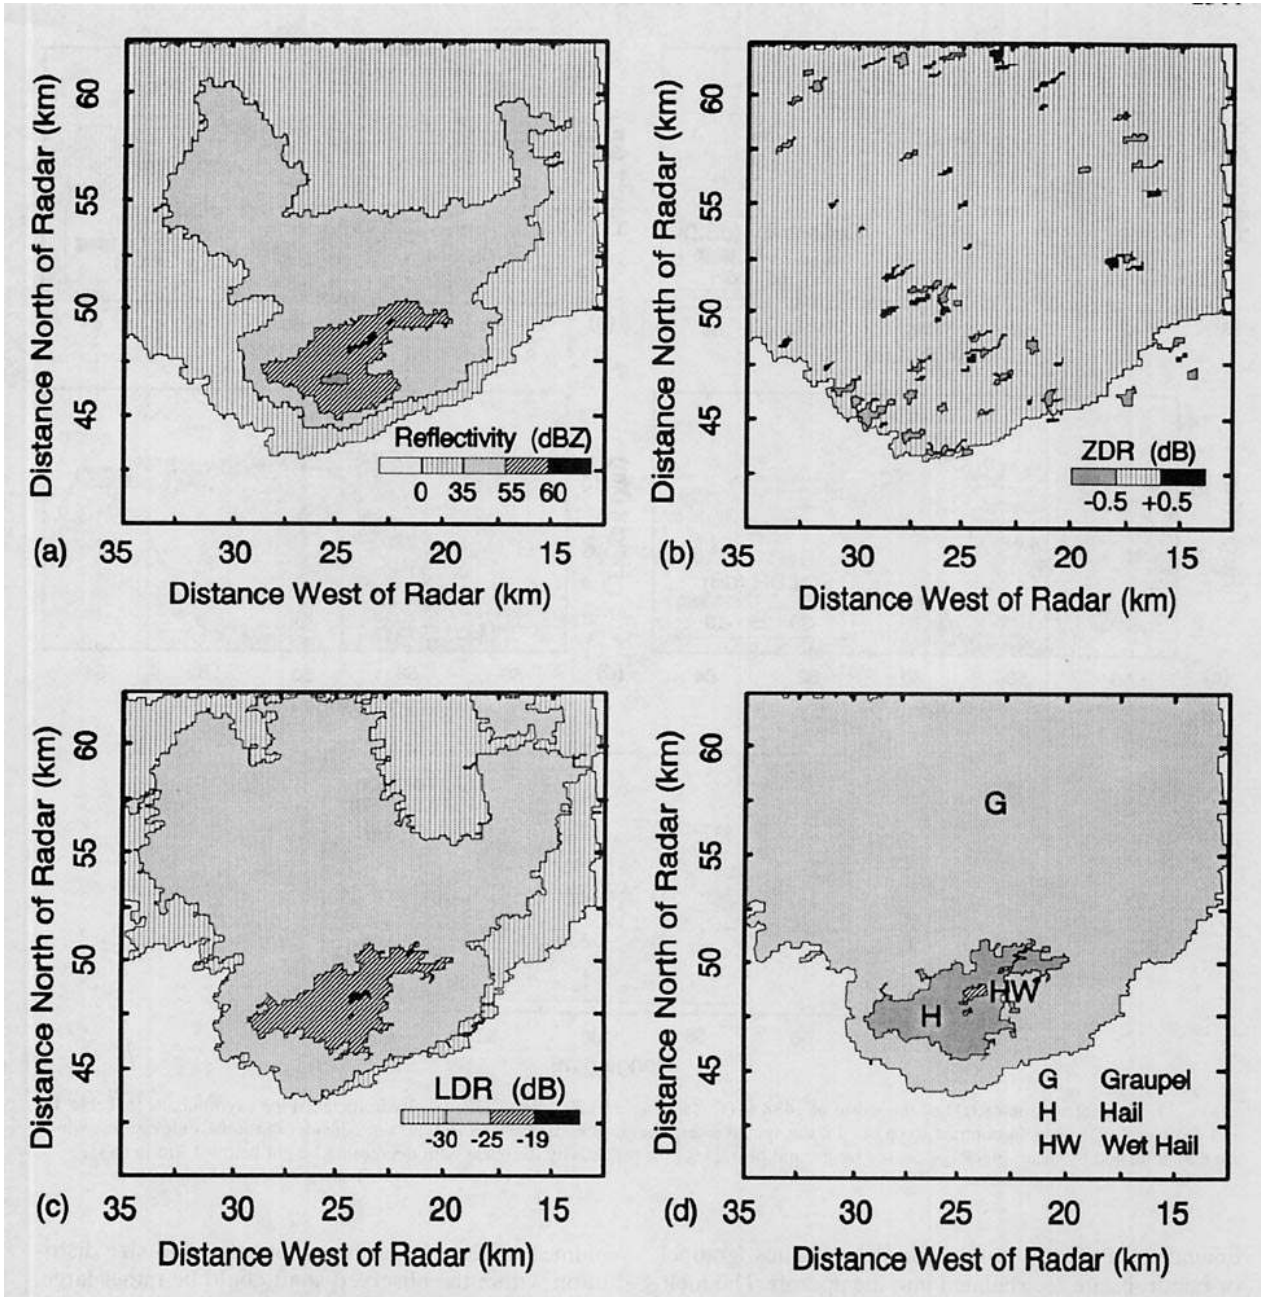 Distance North of Radar (km)
60
55
50
45
Reflectivity (dBZ)
0 35 55 60
(a)
35 30 25 20 15
Distance West of Radar (km)
Distance North of Radar (km)
60
55
50
45
ZDR (dB)
-0.5 +0.5
(b)
35 30 25 20 15
Distance West of Radar (km)
Distance North of Radar (km)
60
55
50
45
LDR (dB)
-30 -25 -19
(c)
35 30 25 20 15
Distance West of Radar (km)
Distance North of Radar (km)
60
55
50
45
G
HW
H
G Graupel
H Hail
HW Wet Hail
(d)
35 30 25 20 15
Distance West of Radar (km)